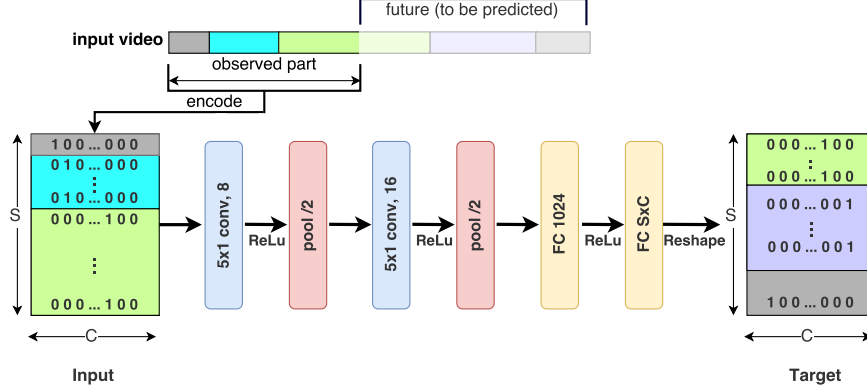 future (to be predicted)
input video
observed part
encode
S
1 0 0 ... 0 0 0
0 1 0 ... 0 0 0
0 1 0 ... 0 0 0
0 0 0 ... 1 0 0
0 0 0 ... 1 0 0
C
Input
5x1 conv, 8
ReLu
pool /2
5x1 conv, 16
ReLu
pool /2
FC 1024
ReLu
FC SxC
Reshape
S
0 0 0 ... 1 0 0
0 0 0 ... 1 0 0
0 0 0 ... 0 0 1
0 0 0 ... 0 0 1
1 0 0 ... 0 0 0
C
Target